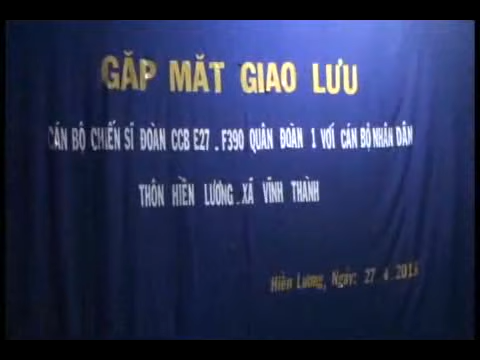 GẶP MẶT GIAO LƯU
CÁN BỘ CHIẾN SĨ ĐOÀN CCB E27 . F390 QUÂN ĐOÀN 1 VỚI CÁN BỘ NHÂN DÂN
THÔN HIỀN LƯƠNG . XÃ VĨNH THÀNH
Hiền Lương, Ngày: 27 . 4 .